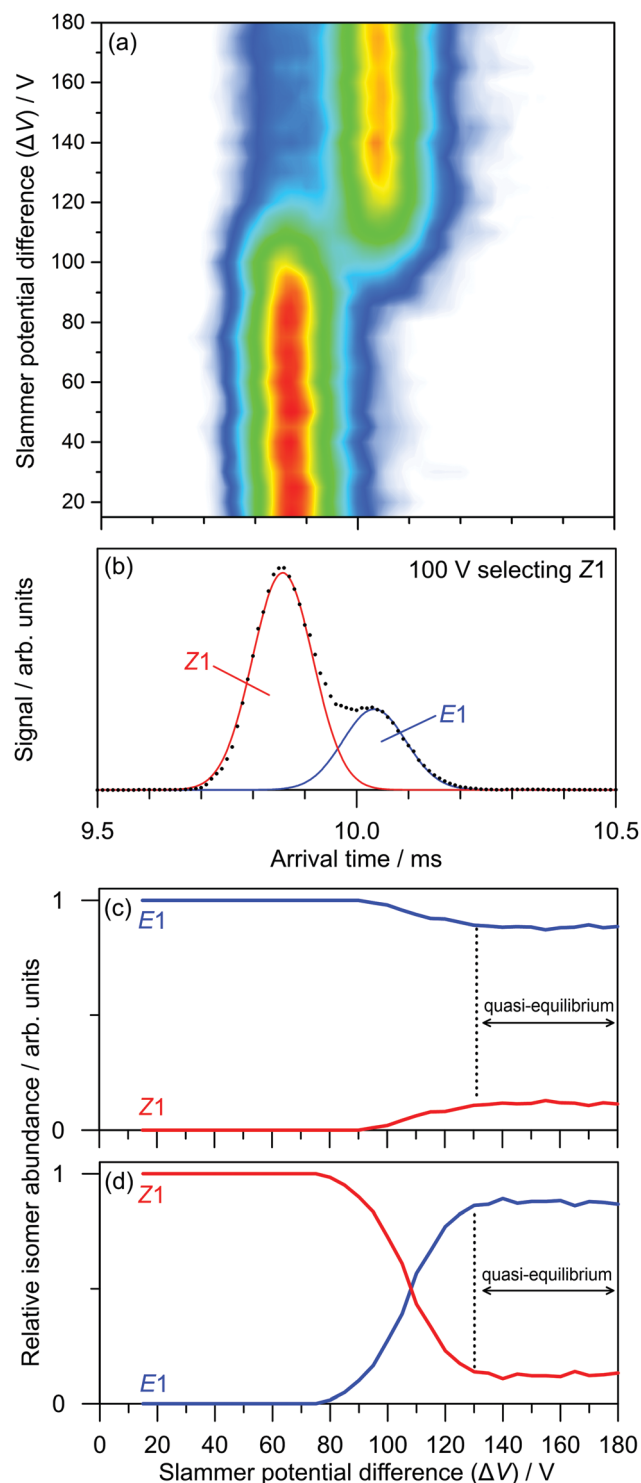 (a)
Slammer potential difference (ΔV) / V
180
160
140
120
100
80
60
40
20
(b)
100 V selecting Z1
Z1
E1
Signal / arb. units
9.5
10.0
10.5
Arrival time / ms
(c)
1
E1
quasi-equilibrium
Z1
0
Relative isomer abundance / arb. units
(d)
1
Z1
quasi-equilibrium
E1
0
0
20
40
60
80
100
120
140
160
180
Slammer potential difference (ΔV) / V